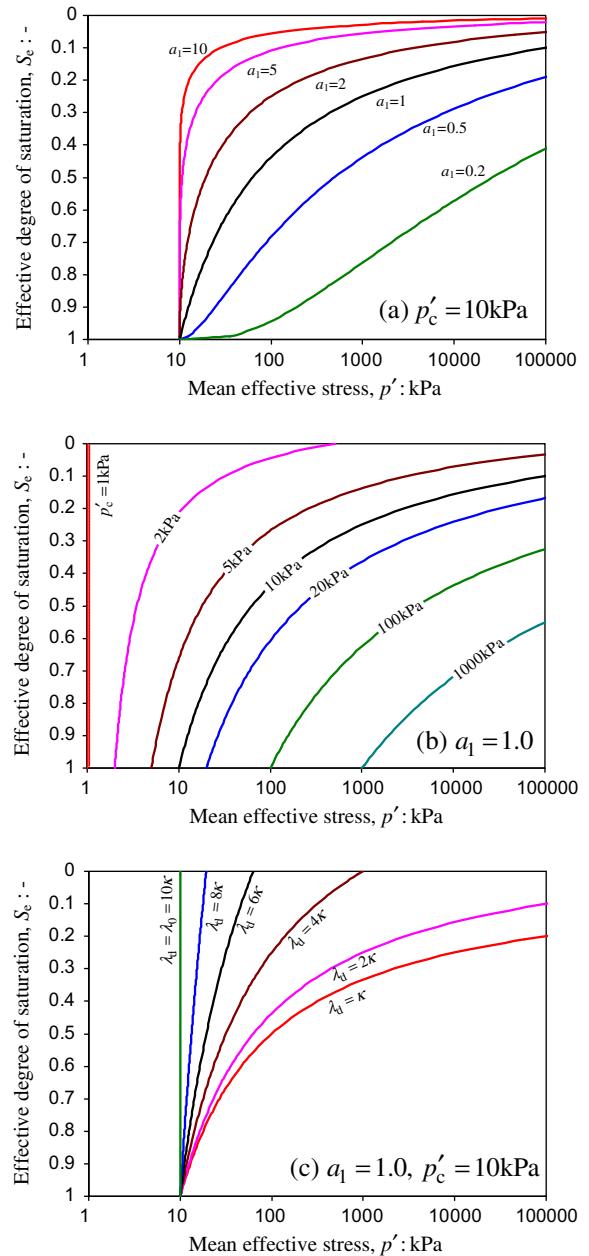 Effective degree of saturation, Se : -
0
0.1
0.2
0.3
0.4
0.5
0.6
0.7
0.8
0.9
1
a1=10
a1=5
a1=2
a1=1
a1=0.5
a1=0.2
(a) p′c = 10kPa
1 10 100 1000 10000 100000
Mean effective stress, p′ : kPa
Effective degree of saturation, Se : -
0
0.1
0.2
0.3
0.4
0.5
0.6
0.7
0.8
0.9
1
p′c = 1kPa
2kPa
5kPa
10kPa
20kPa
100kPa
1000kPa
(b) a1 = 1.0
1 10 100 1000 10000 100000
Mean effective stress, p′ : kPa
Effective degree of saturation, Se : -
0
0.1
0.2
0.3
0.4
0.5
0.6
0.7
0.8
0.9
1
λd = λ0 = 10κ
λd = 8κ
λd = 6κ
λd = 4κ
λd = 2κ
λd = κ
(c) a1 = 1.0, p′c = 10kPa
1 10 100 1000 10000 100000
Mean effective stress, p′ : kPa